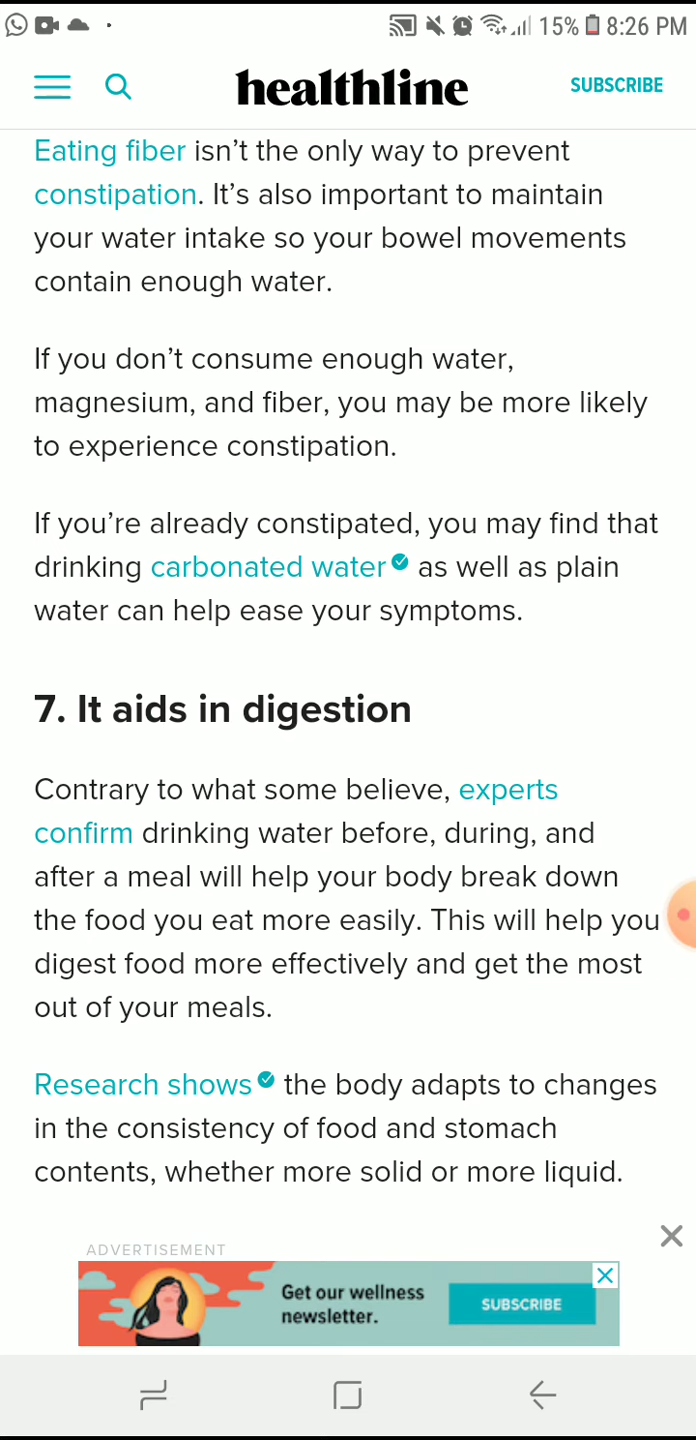 15% 8:26 PM
healthline
SUBSCRIBE
Eating fiber isn’t the only way to prevent
constipation. It’s also important to maintain
your water intake so your bowel movements
contain enough water.
If you don’t consume enough water,
magnesium, and fiber, you may be more likely
to experience constipation.
If you’re already constipated, you may find that
drinking carbonated water as well as plain
water can help ease your symptoms.
7. It aids in digestion
Contrary to what some believe, experts
confirm drinking water before, during, and
after a meal will help your body break down
the food you eat more easily. This will help you
digest food more effectively and get the most
out of your meals.
Research shows the body adapts to changes
in the consistency of food and stomach
contents, whether more solid or more liquid.
ADVERTISEMENT
Get our wellness
newsletter.
SUBSCRIBE